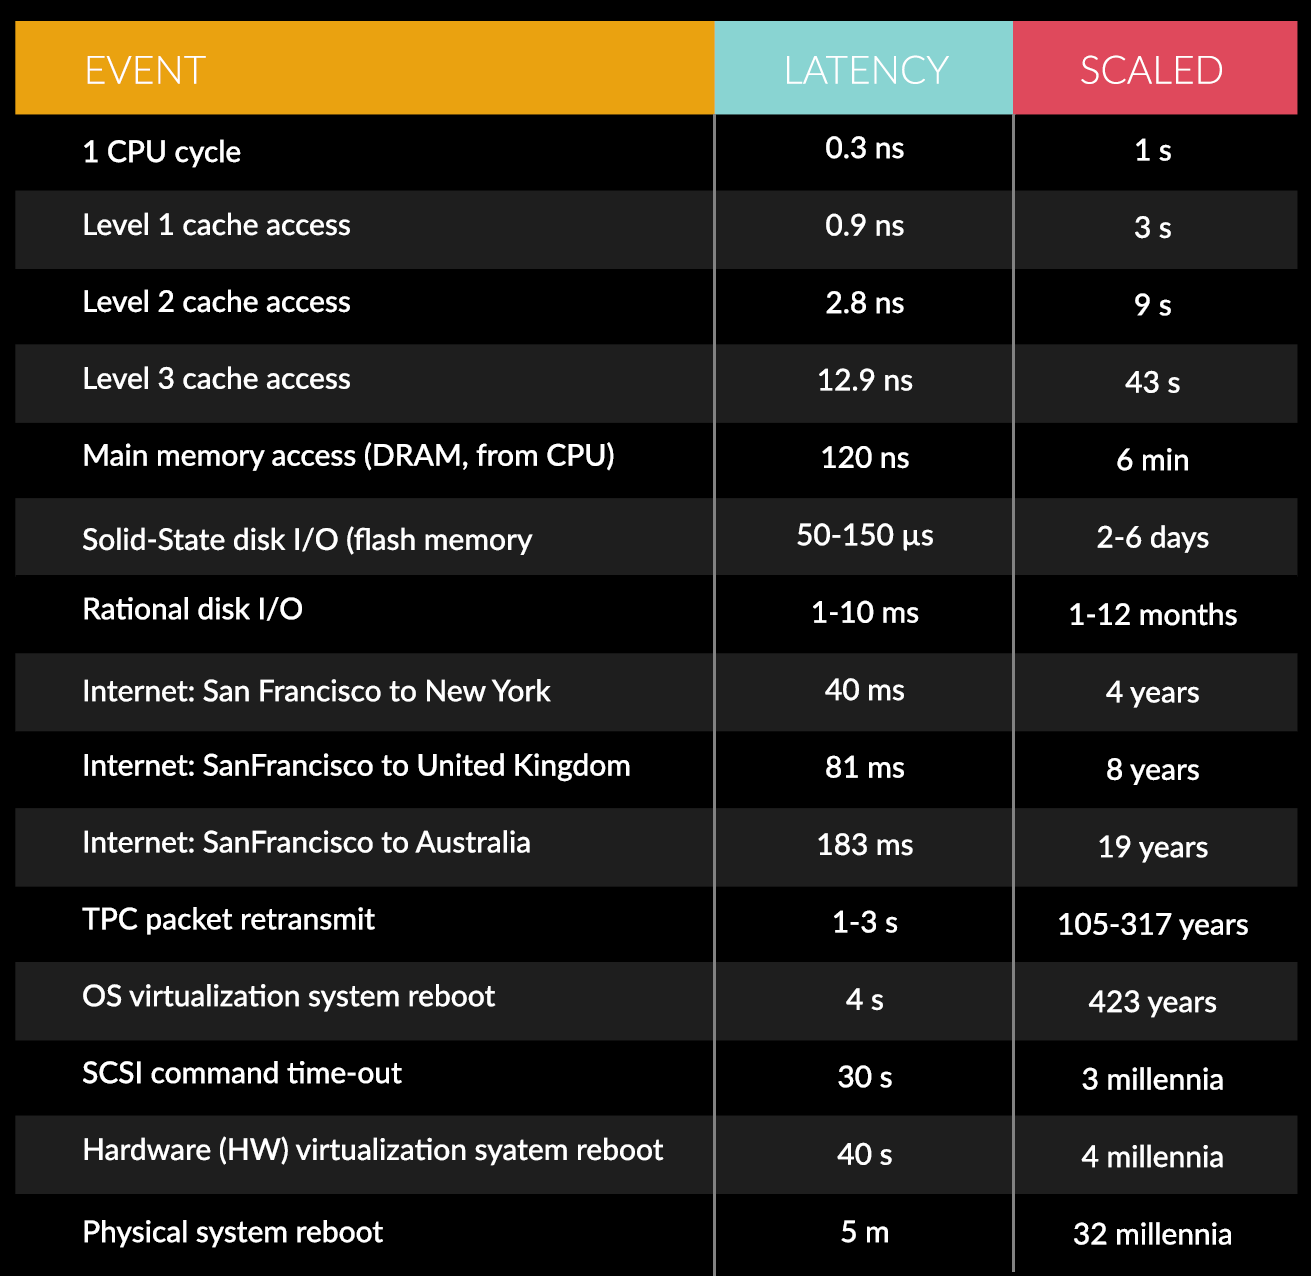 EVENT LATENCY SCALED
1 CPU cycle 0.3 ns 1 s
Level 1 cache access 0.9 ns 3 s
Level 2 cache access 2.8 ns 9 s
Level 3 cache access 12.9 ns 43 s
Main memory access (DRAM, from CPU) 120 ns 6 min
Solid-State disk I/O (flash memory 50-150 μs 2-6 days
Rational disk I/O 1-10 ms 1-12 months
Internet: San Francisco to New York 40 ms 4 years
Internet: SanFrancisco to United Kingdom 81 ms 8 years
Internet: SanFrancisco to Australia 183 ms 19 years
TPC packet retransmit 1-3 s 105-317 years
OS virtualization system reboot 4 s 423 years
SCSI command time-out 30 s 3 millennia
Hardware (HW) virtualization syatem reboot 40 s 4 millennia
Physical system reboot 5 m 32 millennia